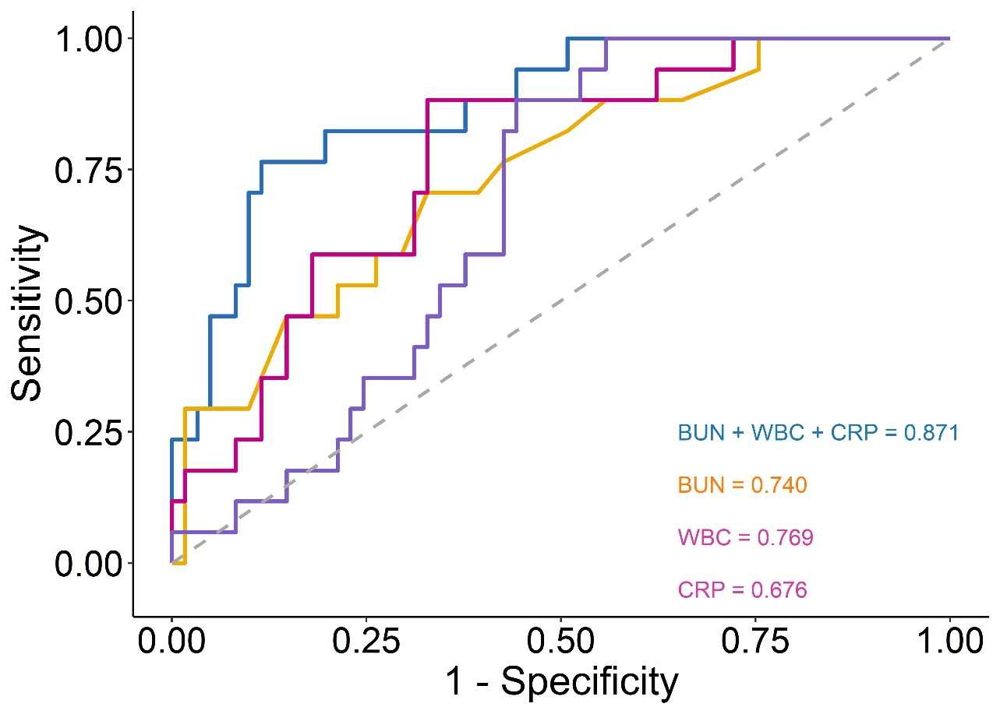 1.00
0.75
0.50
0.25
0.00
Sensitivity
BUN + WBC + CRP = 0.871
BUN = 0.740
WBC = 0.769
CRP = 0.676
0.00 0.25 0.50 0.75 1.00
1 - Specificity